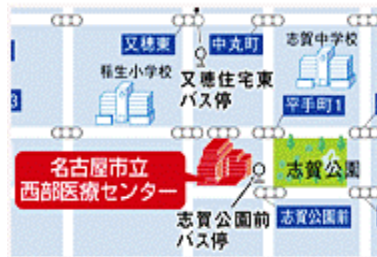 又穂東
中丸町
志賀中学校
稲生小学校
又穂住宅東
バス停
3
平手町1
名古屋市立
西部医療センター
志賀公園
志賀公園前
バス停
志賀公園前